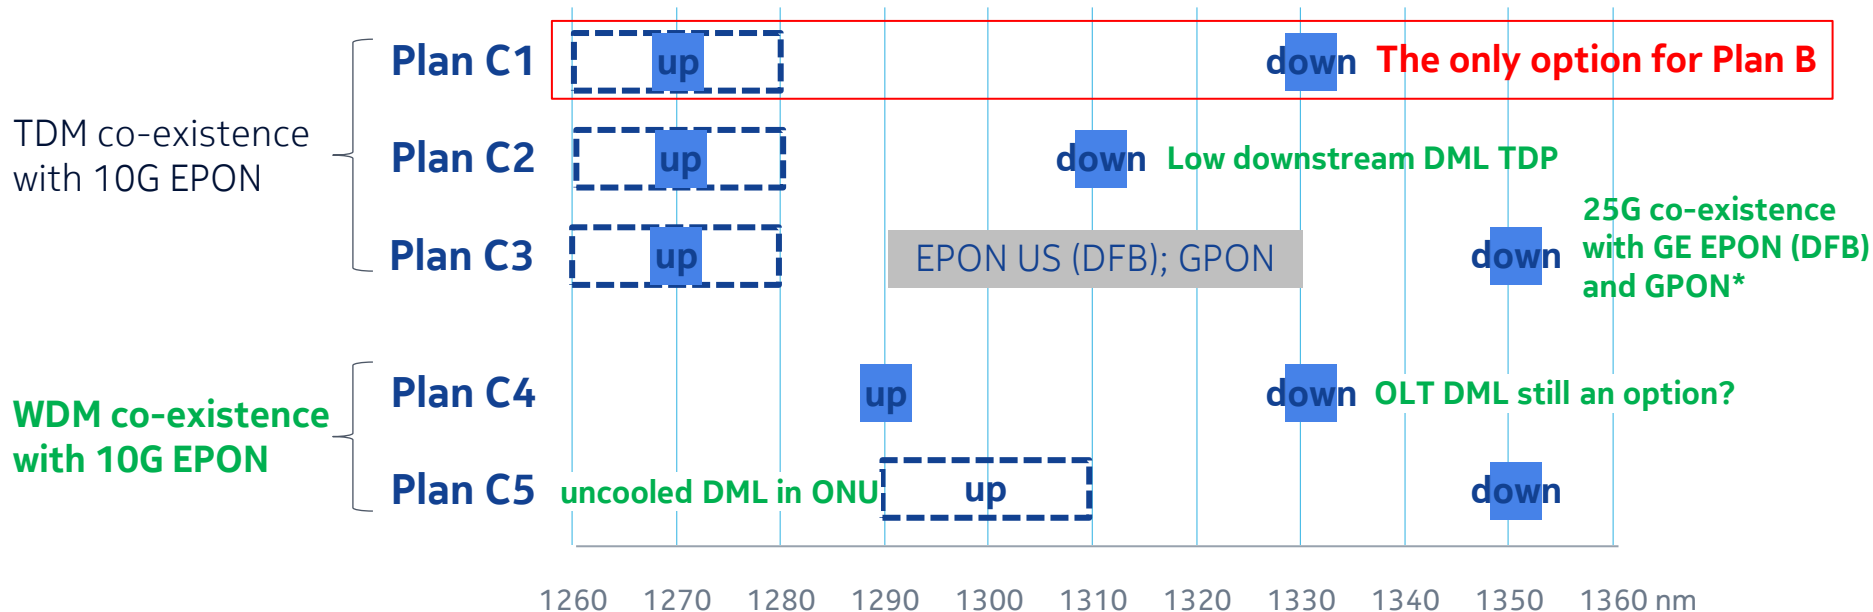 Plan C1
up
down
The only option for Plan B
TDM co-existence
with 10G EPON
Plan C2
up
down
Low downstream DML TDP
Plan C3
up
EPON US (DFB); GPON
down
25G co-existence
with GE EPON (DFB)
and GPON*
WDM co-existence
with 10G EPON
Plan C4
up
down
OLT DML still an option?
Plan C5
uncooled DML in ONU
up
down
1260 1270 1280 1290 1300 1310 1320 1330 1340 1350 1360 nm